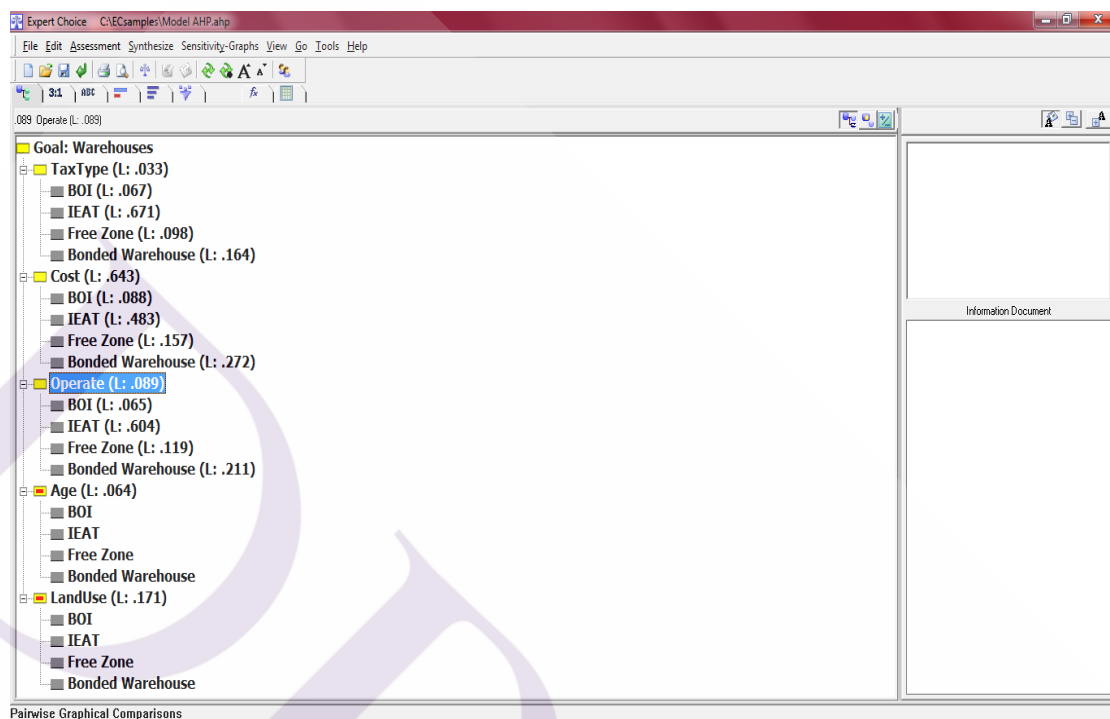 Expert Choice C:\ECsamples\Model AHP.ahp
File Edit Assessment Synthesize Sensitivity-Graphs View Go Tools Help
A A
3:1 ABC fx
.089 Operate (L: .089)
A A
Goal: Warehouses
TaxType (L: .033)
BOI (L: .067)
IEAT (L: .671)
Free Zone (L: .098)
Bonded Warehouse (L: .164)
Cost (L: .643)
BOI (L: .088)
IEAT (L: .483)
Free Zone (L: .157)
Bonded Warehouse (L: .272)
Operate (L: .089)
BOI (L: .065)
IEAT (L: .604)
Free Zone (L: .119)
Bonded Warehouse (L: .211)
Age (L: .064)
BOI
IEAT
Free Zone
Bonded Warehouse
LandUse (L: .171)
BOI
IEAT
Free Zone
Bonded Warehouse
Information Document
Pairwise Graphical Comparisons